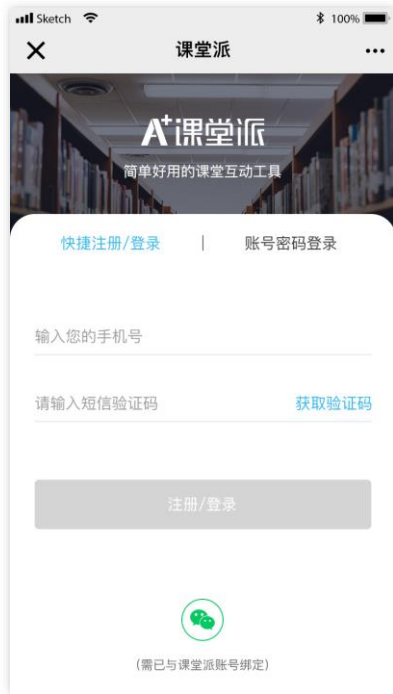 Sketch 100%
课堂派
A+课堂派
简单好用的课堂互动工具
快捷注册/登录 | 账号密码登录
输入您的手机号
请输入短信验证码 获取验证码
注册/登录
(需已与课堂派账号绑定)